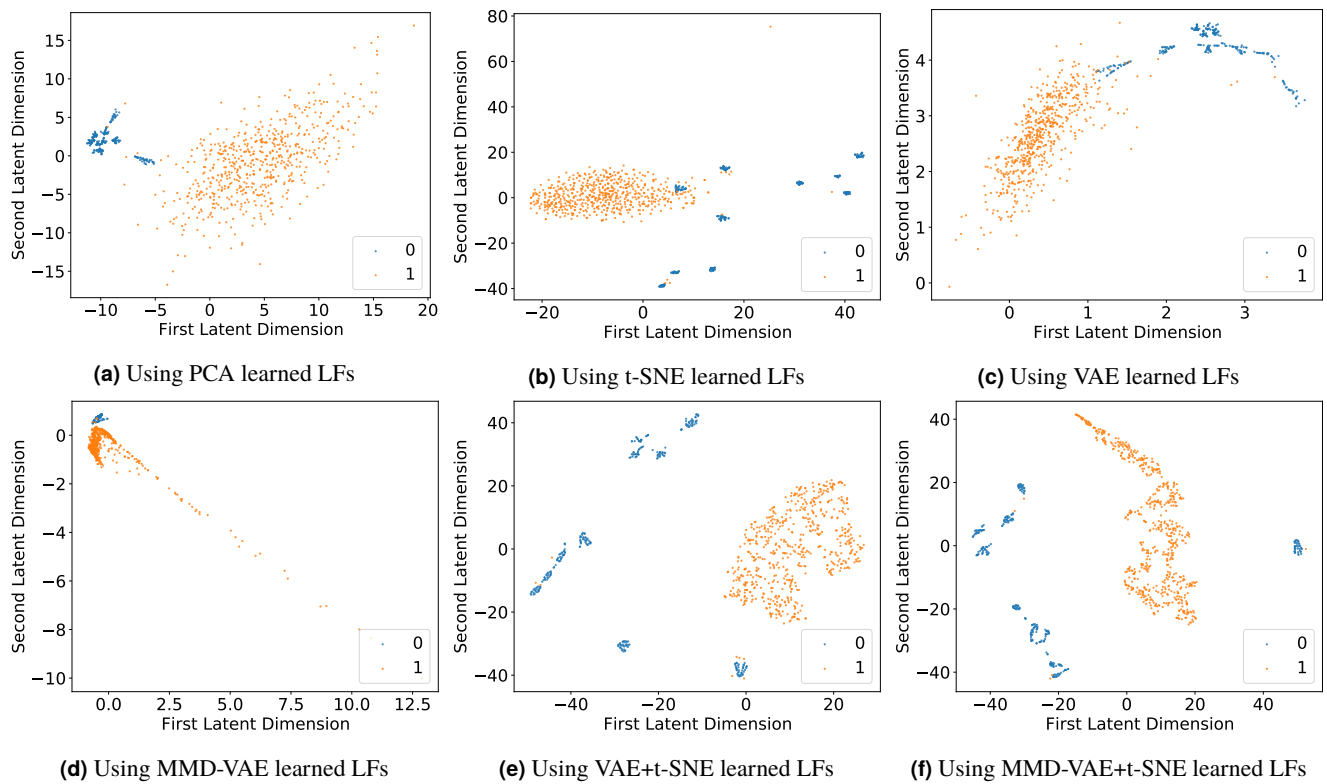 Second Latent Dimension
15
10
5
0
−5
−10
−15
0
1
−10 −5 0 5 10 15 20
First Latent Dimension
(a) Using PCA learned LFs
Second Latent Dimension
80
60
40
20
0
−20
−40
0
1
−20 0 20 40
First Latent Dimension
(b) Using t-SNE learned LFs
Second Latent Dimension
4
3
2
1
0
0
1
0 1 2 3
First Latent Dimension
(c) Using VAE learned LFs
Second Latent Dimension
0
−2
−4
−6
−8
−10
0
1
0.0 2.5 5.0 7.5 10.0 12.5
First Latent Dimension
(d) Using MMD-VAE learned LFs
Second Latent Dimension
40
20
0
−20
−40
0
1
−40 −20 0 20
First Latent Dimension
(e) Using VAE+t-SNE learned LFs
Second Latent Dimension
40
20
0
−20
−40
0
1
−40 −20 0 20 40
First Latent Dimension
(f) Using MMD-VAE+t-SNE learned LFs